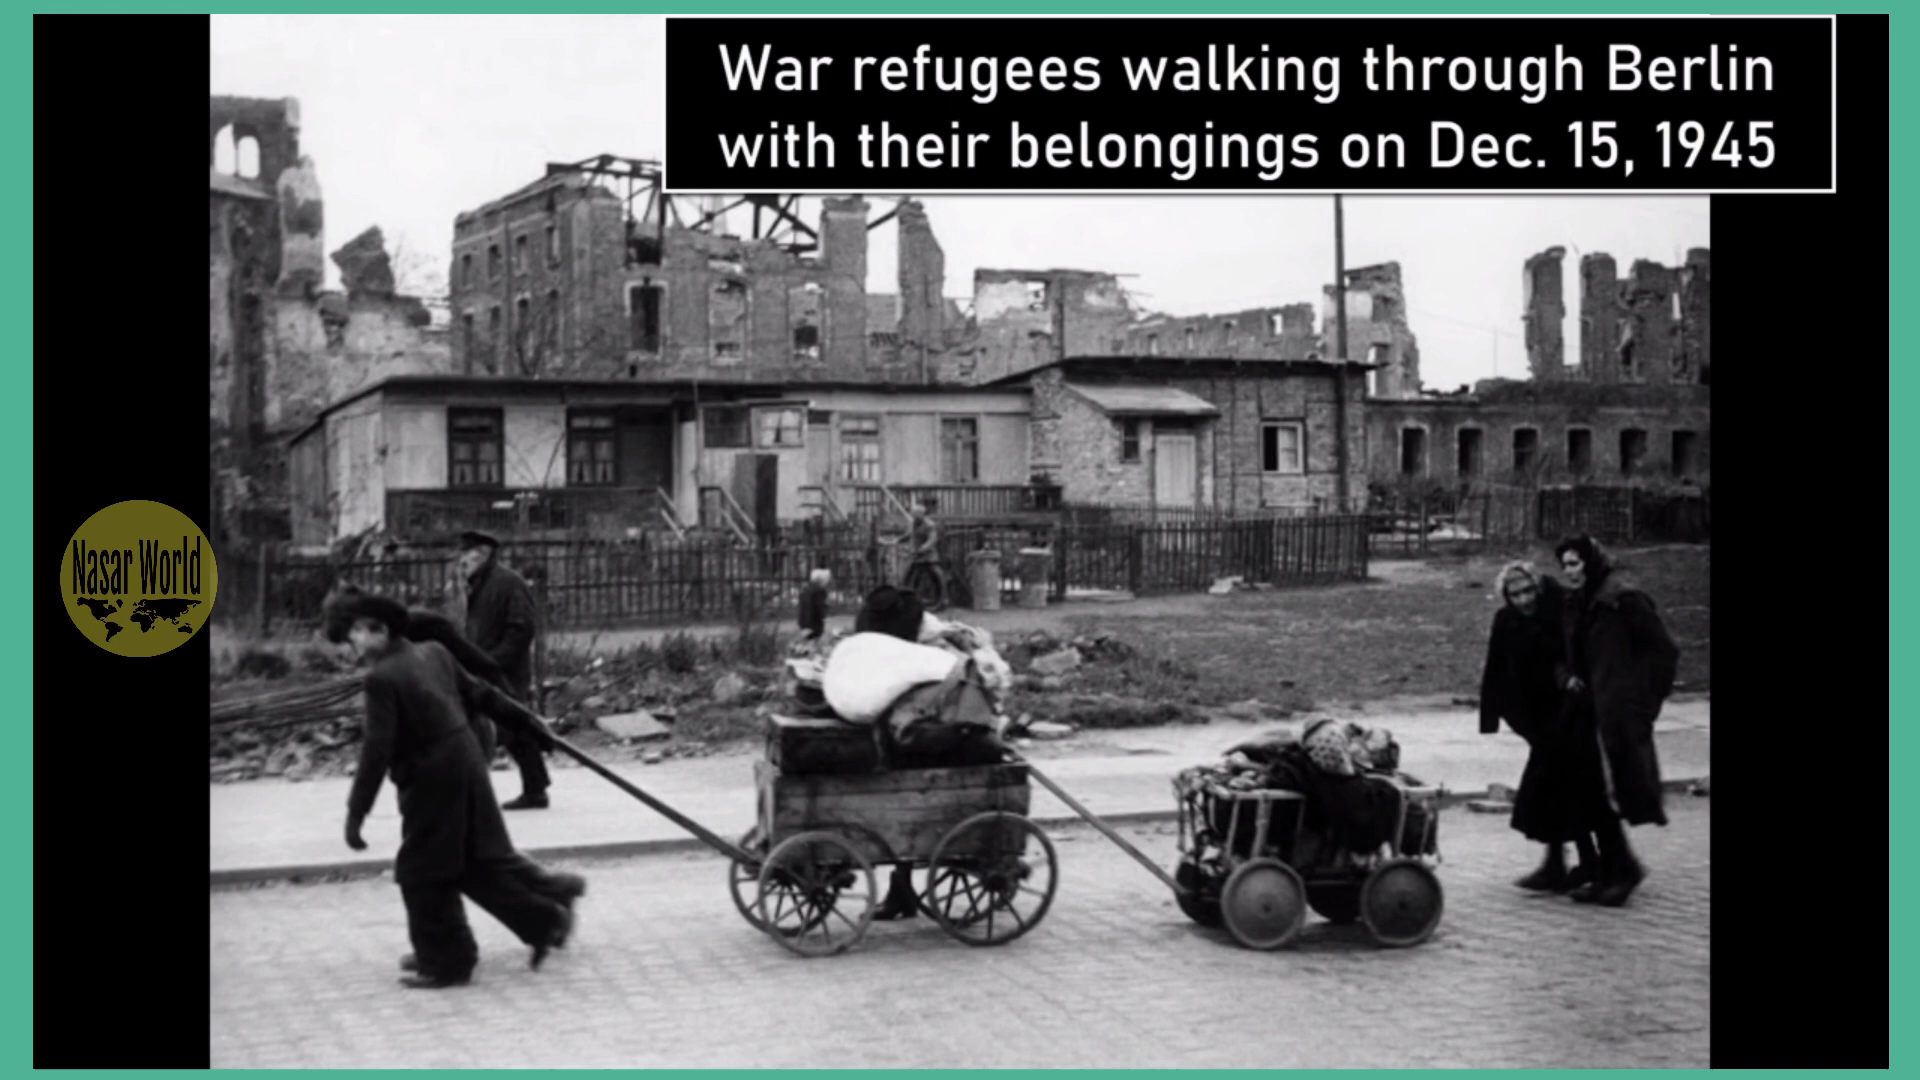 War refugees walking through Berlin
with their belongings on Dec. 15, 1945
Nasar World